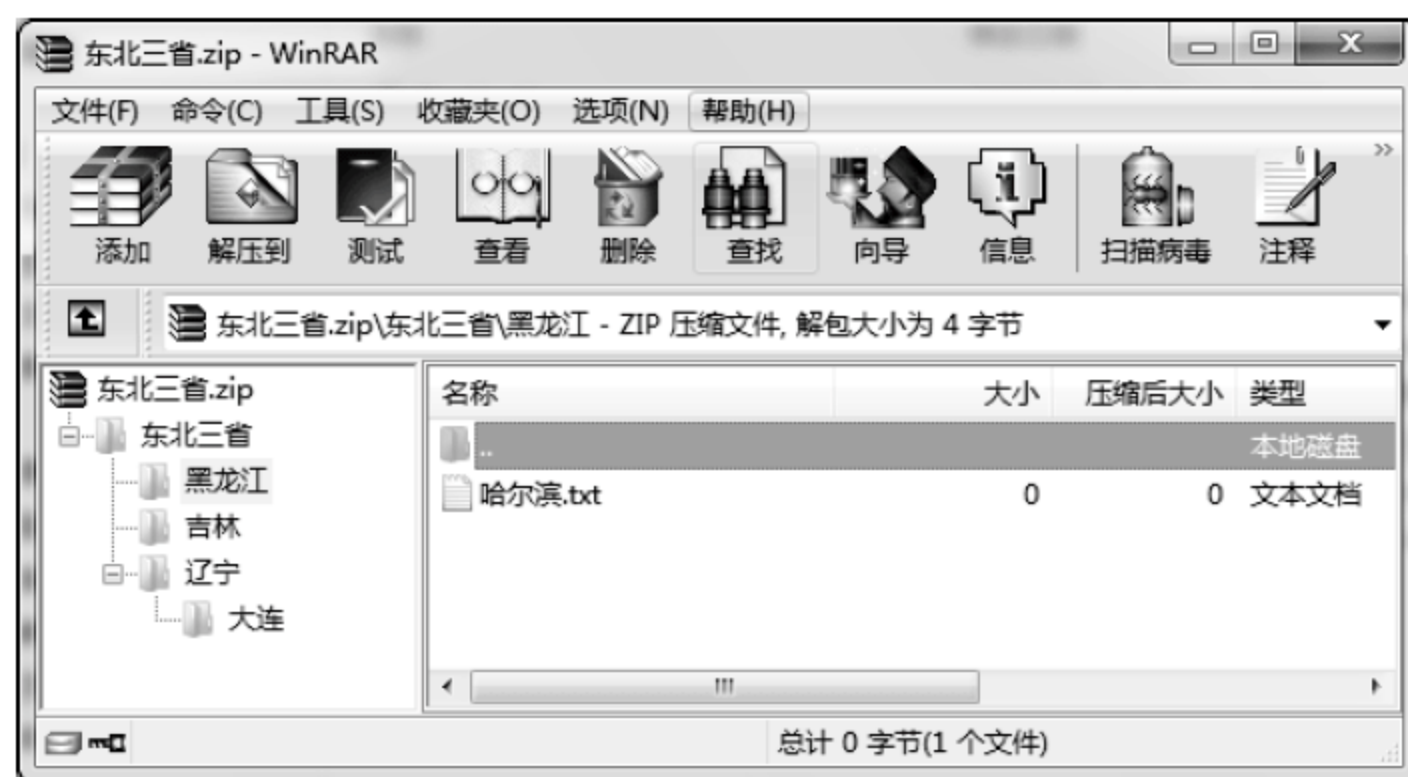 东北三省.zip - WinRAR
文件(F) 命令(C) 工具(S) 收藏夹(O) 选项(N) 帮助(H)
添加 解压到 测试 查看 删除 查找 向导 信息 扫描病毒 注释
东北三省.zip\东北三省\黑龙江 - ZIP 压缩文件, 解包大小为 4 字节
东北三省.zip
东北三省
黑龙江
吉林
辽宁
大连
名称 大小 压缩后大小 类型
.. 本地磁盘
哈尔滨.txt 0 0 文本文档
总计 0 字节(1 个文件)